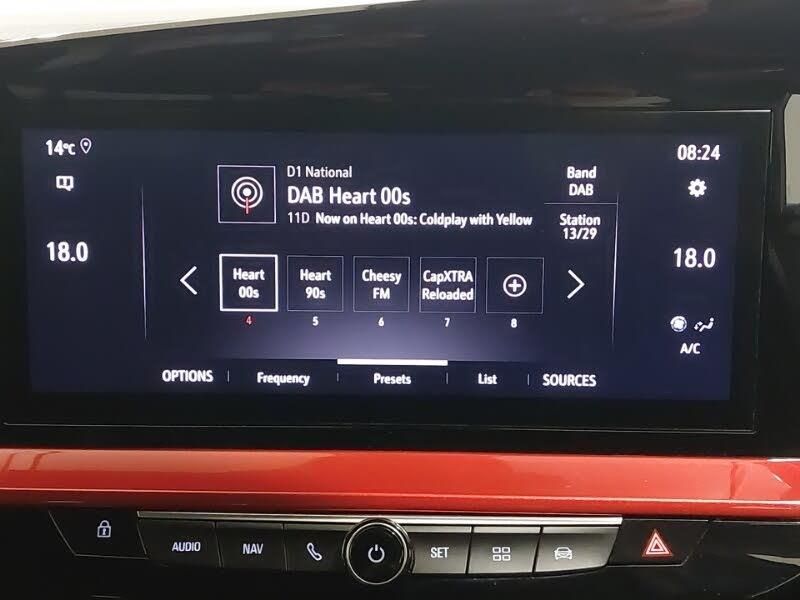 14°C
08:24
D1 National
DAB Heart 00s
11D Now on Heart 00s: Coldplay with Yellow
Band
DAB
Station
13/29
18.0
18.0
Heart
00s
4
Heart
90s
5
Cheesy
FM
6
CapXTRA
Reloaded
7
8
A/C
OPTIONS
Frequency
Presets
List
SOURCES
AUDIO
NAV
SET